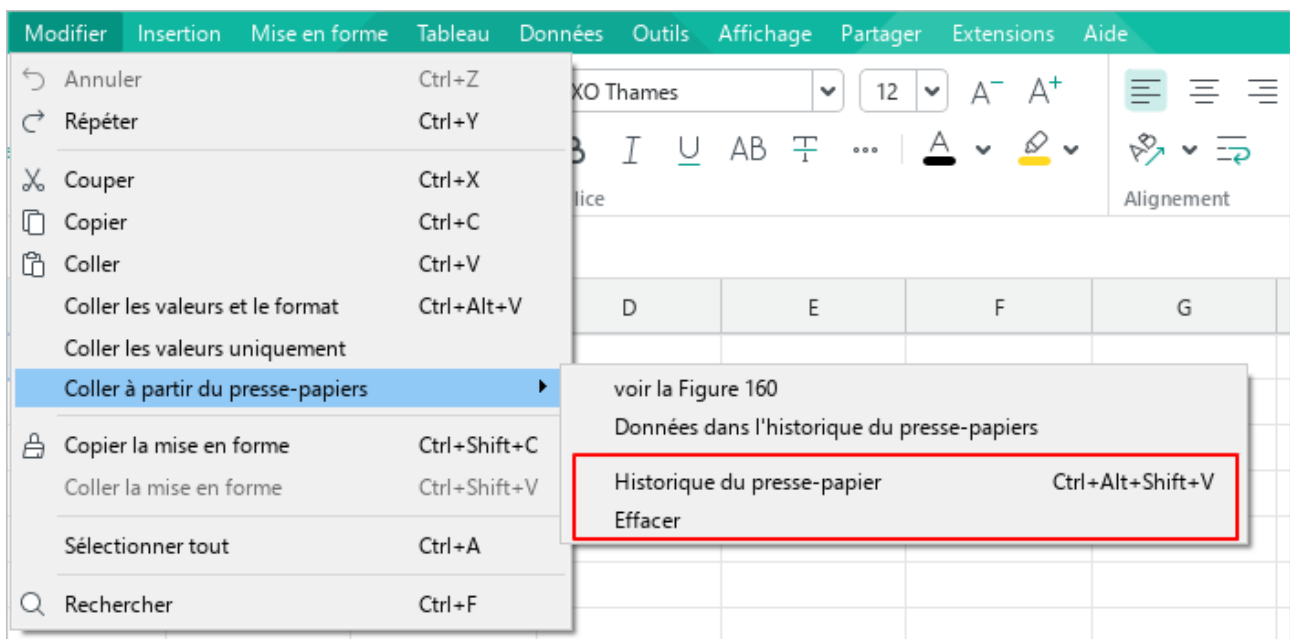 Modifier Insertion Mise en forme Tableau Données Outils Affichage Partager Extensions Aide
Annuler Ctrl+Z
Répéter Ctrl+Y
Couper Ctrl+X
Copier Ctrl+C
Coller Ctrl+V
Coller les valeurs et le format Ctrl+Alt+V
Coller les valeurs uniquement
Coller à partir du presse-papiers
Copier la mise en forme Ctrl+Shift+C
Coller la mise en forme Ctrl+Shift+V
Sélectionner tout Ctrl+A
Rechercher Ctrl+F
XO Thames 12 A− A+
I U AB T A
Alignement
D E F G
voir la Figure 160
Données dans l'historique du presse-papiers
Historique du presse-papier Ctrl+Alt+Shift+V
Effacer